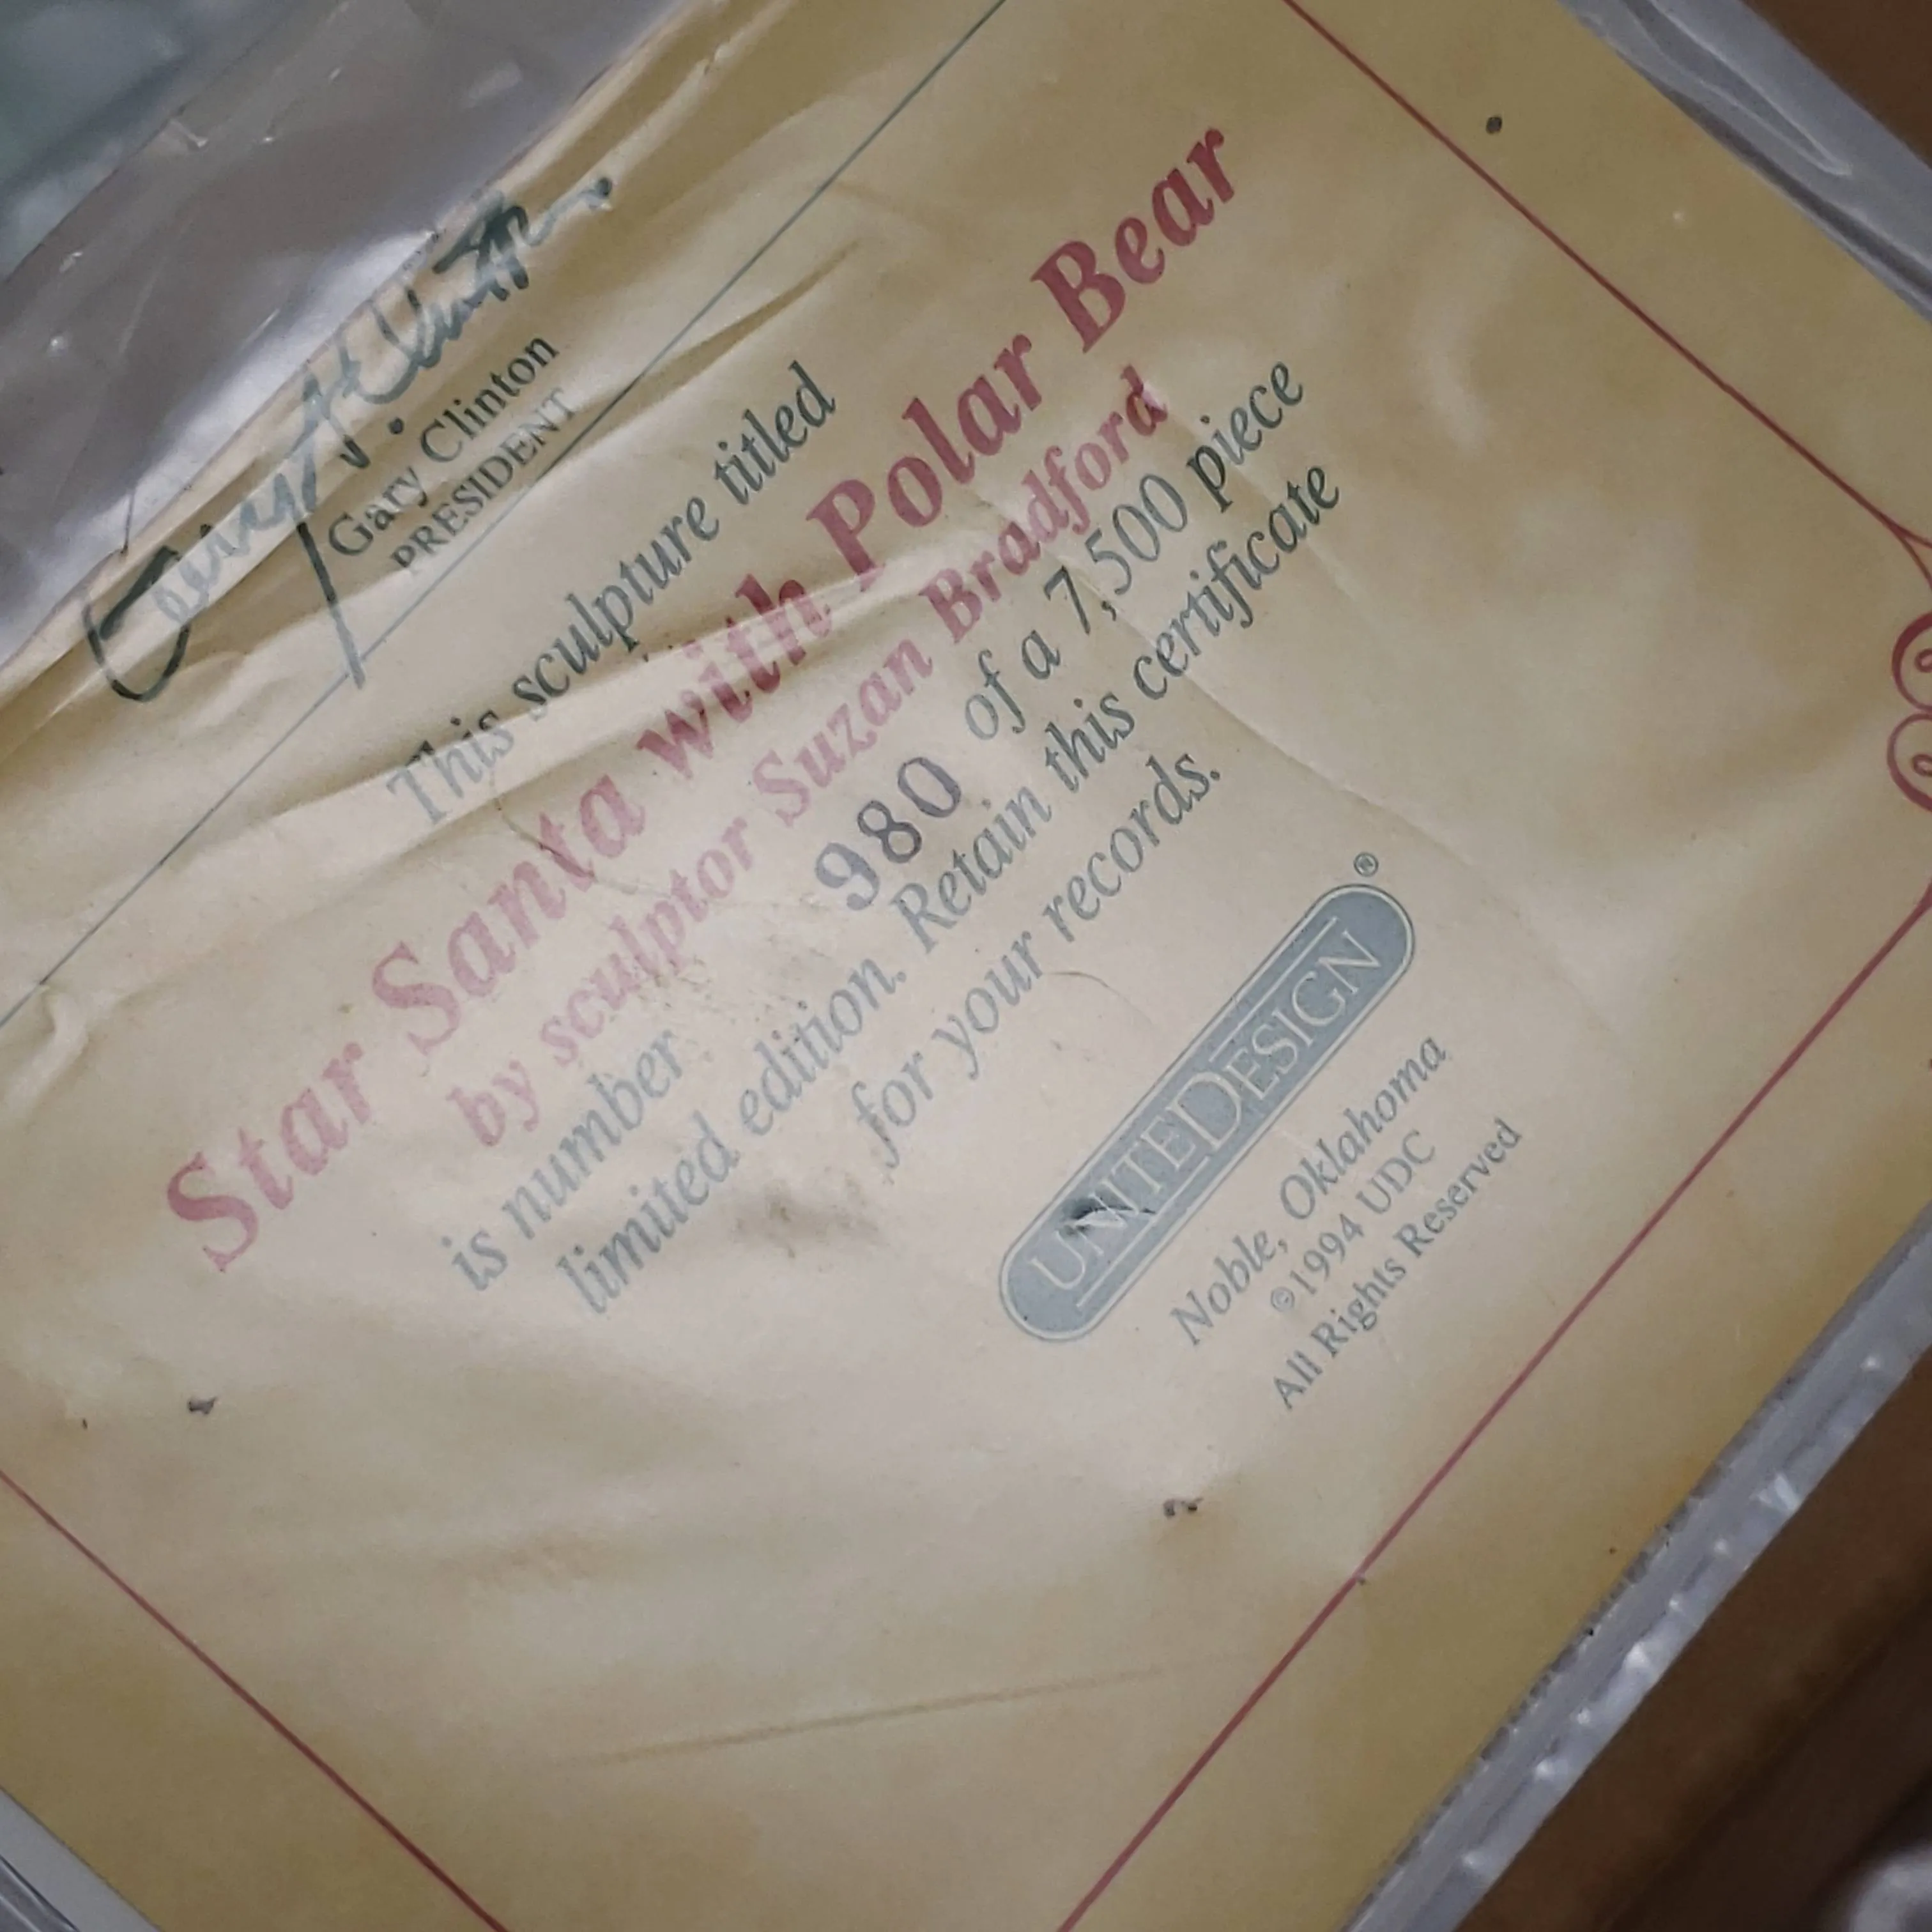 Gary Clinton
PRESIDENT
This sculpture titled
Star Santa with Polar Bear
by sculptor Suzan Bradford
is number 980 of a 7,500 piece
limited edition. Retain this certificate
for your records.
UNITEDESIGN®
Noble, Oklahoma
©1994 UDC
All Rights Reserved